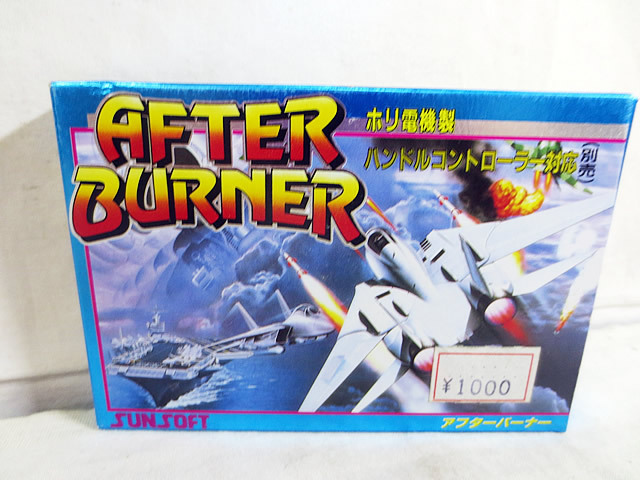 AFTER
BURNER
ホリ電機製
ハンドルコントローラー対応(別売)
¥1000
SUNSOFT
アフターバーナー